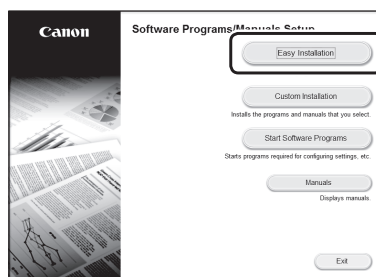 Canon
Software Programs/Manuals Setup
Easy Installation
Custom Installation
Installs the programs and manuals that you select.
Start Software Programs
Starts programs required for configuring settings, etc.
Manuals
Displays manuals.
Exit